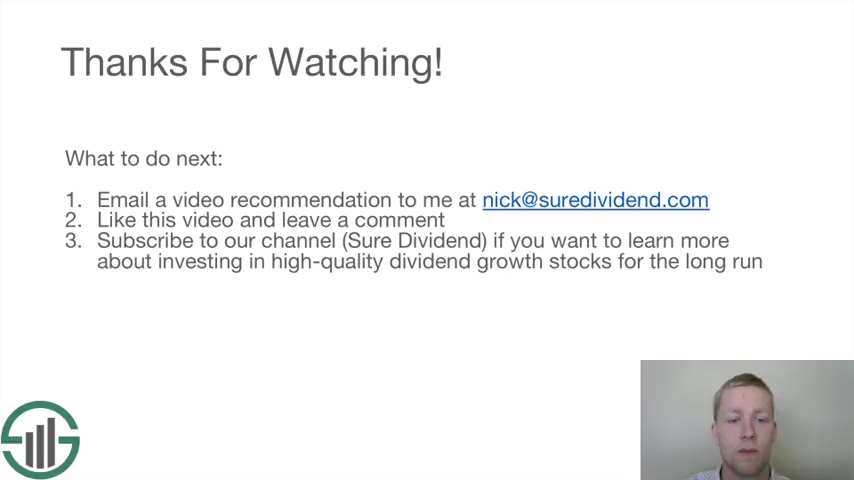 Thanks For Watching!
What to do next:
1. Email a video recommendation to me at nick@suredividend.com
2. Like this video and leave a comment
3. Subscribe to our channel (Sure Dividend) if you want to learn more
about investing in high-quality dividend growth stocks for the long run